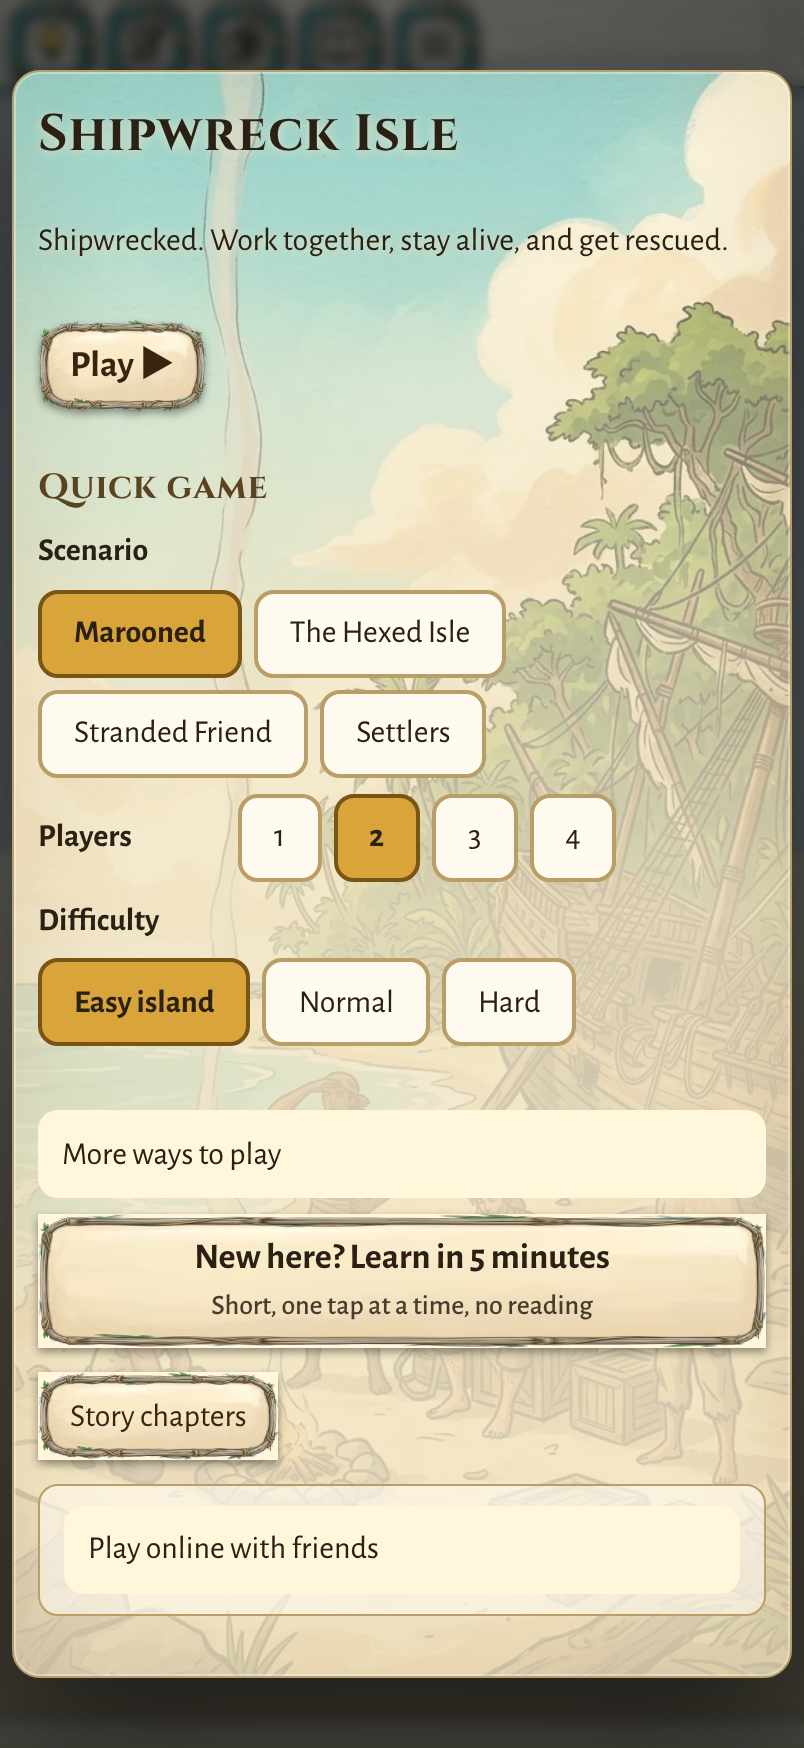 Shipwreck Isle
Shipwrecked. Work together, stay alive, and get rescued.
Play ▶
Quick game
Scenario
Marooned
The Hexed Isle
Stranded Friend
Settlers
Players
1
2
3
4
Difficulty
Easy island
Normal
Hard
More ways to play
New here? Learn in 5 minutes
Short, one tap at a time, no reading
Story chapters
Play online with friends